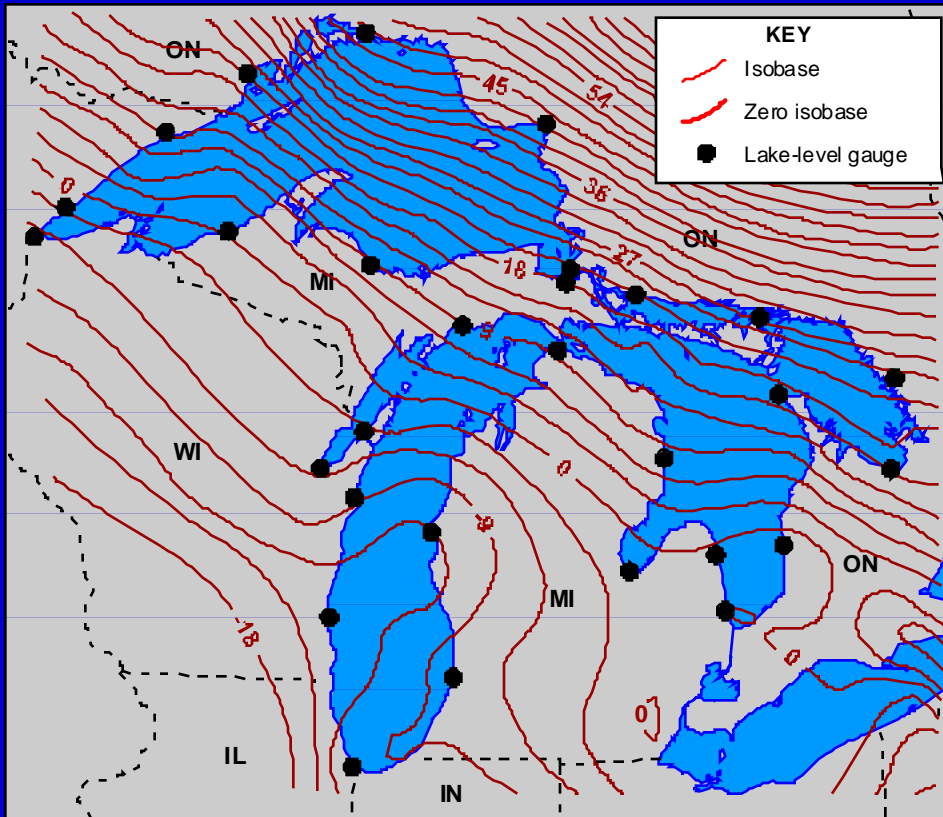 KEY
Isobase
Zero isobase
Lake-level gauge
ON
45
54
0
36
ON
27
18
MI
9
WI
0
-9
ON
MI
-18
0
0
IL
IN